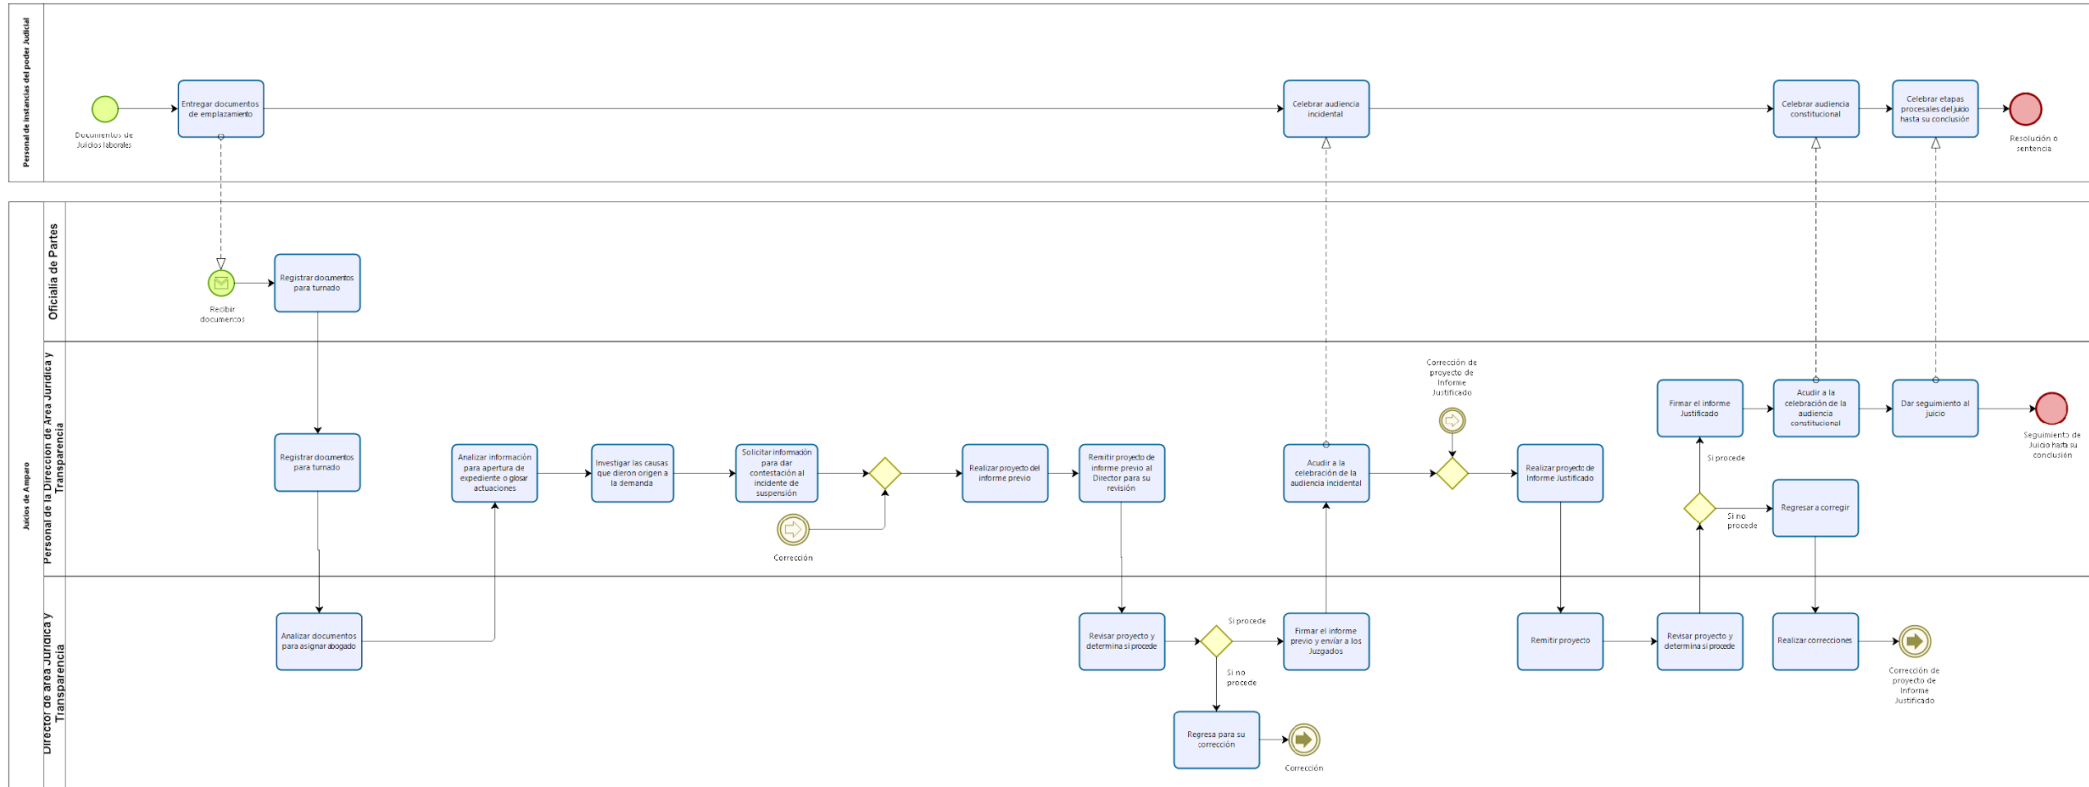 Personal de instancias del poder Judicial
Documentos de
Juicios laborales
Entregar documentos
de emplazamiento
Celebrar audiencia
incidental
Celebrar audiencia
constitucional
Celebrar etapas
procesales del juicio
hasta su conclusión
Resolución o
sentencia
Juicios de Amparo
Oficialia de Partes
Recibir
documentos
Registrar documentos
para turnado
Personal de la Dirección de Area Jurídica y
Transparencia
Registrar documentos
para turnado
Analizar información
para apertura de
expediente o glosar
actuaciones
Investigar las causas
que dieron origen a
la demanda
Solicitar información
para dar
contestación al
incidente de
suspensión
Corrección
Realizar proyecto del
informe previo
Remitir proyecto de
informe previo al
Director para su
revisión
Acudir a la
celebración de la
audiencia incidental
Corrección de
proyecto de
Informe
Justificado
Realizar proyecto de
Informe Justificado
Firmar el informe
Justificado
Si procede
Si no
procede
Acudir a la
celebración de la
audiencia
constitucional
Regresar a corregir
Dar seguimiento al
juicio
Seguimiento de
Juicio hasta su
conclusión
Director de área Jurídica y
Transparencia
Analizar documentos
para asignar abogado
Revisar proyecto y
determina si procede
Si procede
Si no
procede
Firmar el informe
previo y enviar a los
Juzgados
Regresa para su
corrección
Corrección
Remitir proyecto
Revisar proyecto y
determina si procede
Realizar correcciones
Corrección de
proyecto de
Informe
Justificado